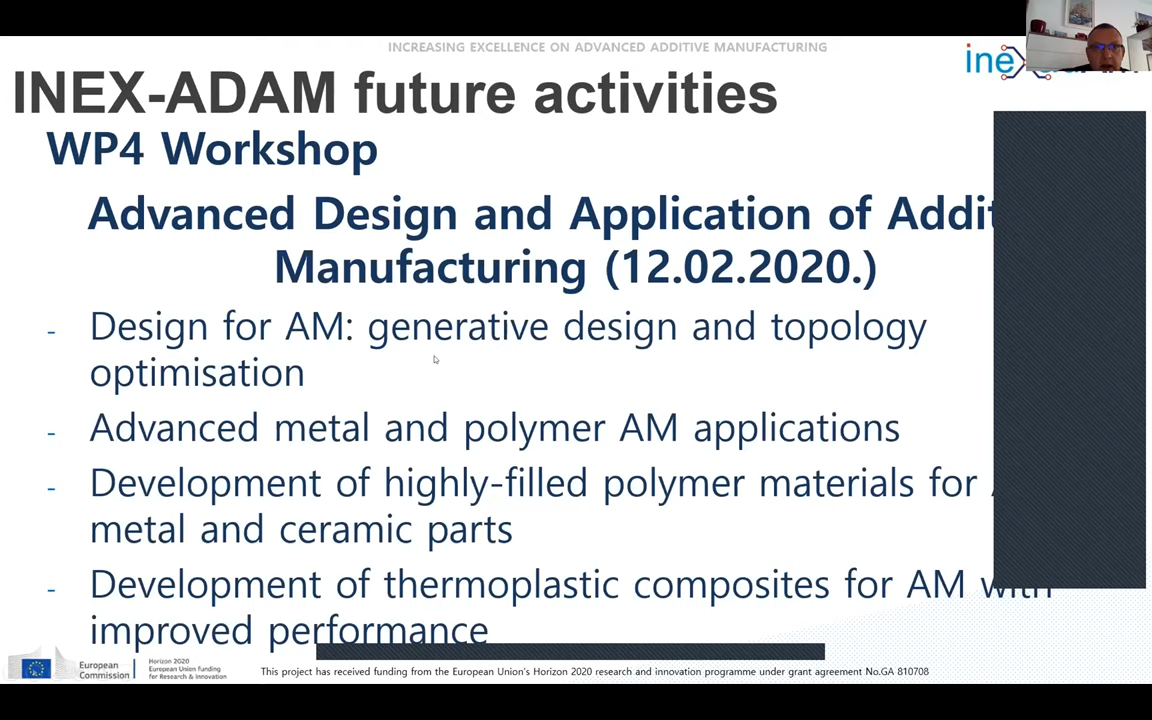 INCREASING EXCELLENCE ON ADVANCED ADDITIVE MANUFACTURING
ine
INEX-ADAM future activities
WP4 Workshop
Advanced Design and Application of
Manufacturing (12.02.2020.)
- Design for AM: generative design and topology
optimisation
- Advanced metal and polymer AM applications
- Development of highly-filled polymer materials for
metal and ceramic parts
- Development of thermoplastic composites for AM with
improved performance
European
Commission
Horizon 2020
European Union funding
for Research & Innovation
This project has received funding from the European Union's Horizon 2020 research and innovation programme under grant agreement No.GA 810708